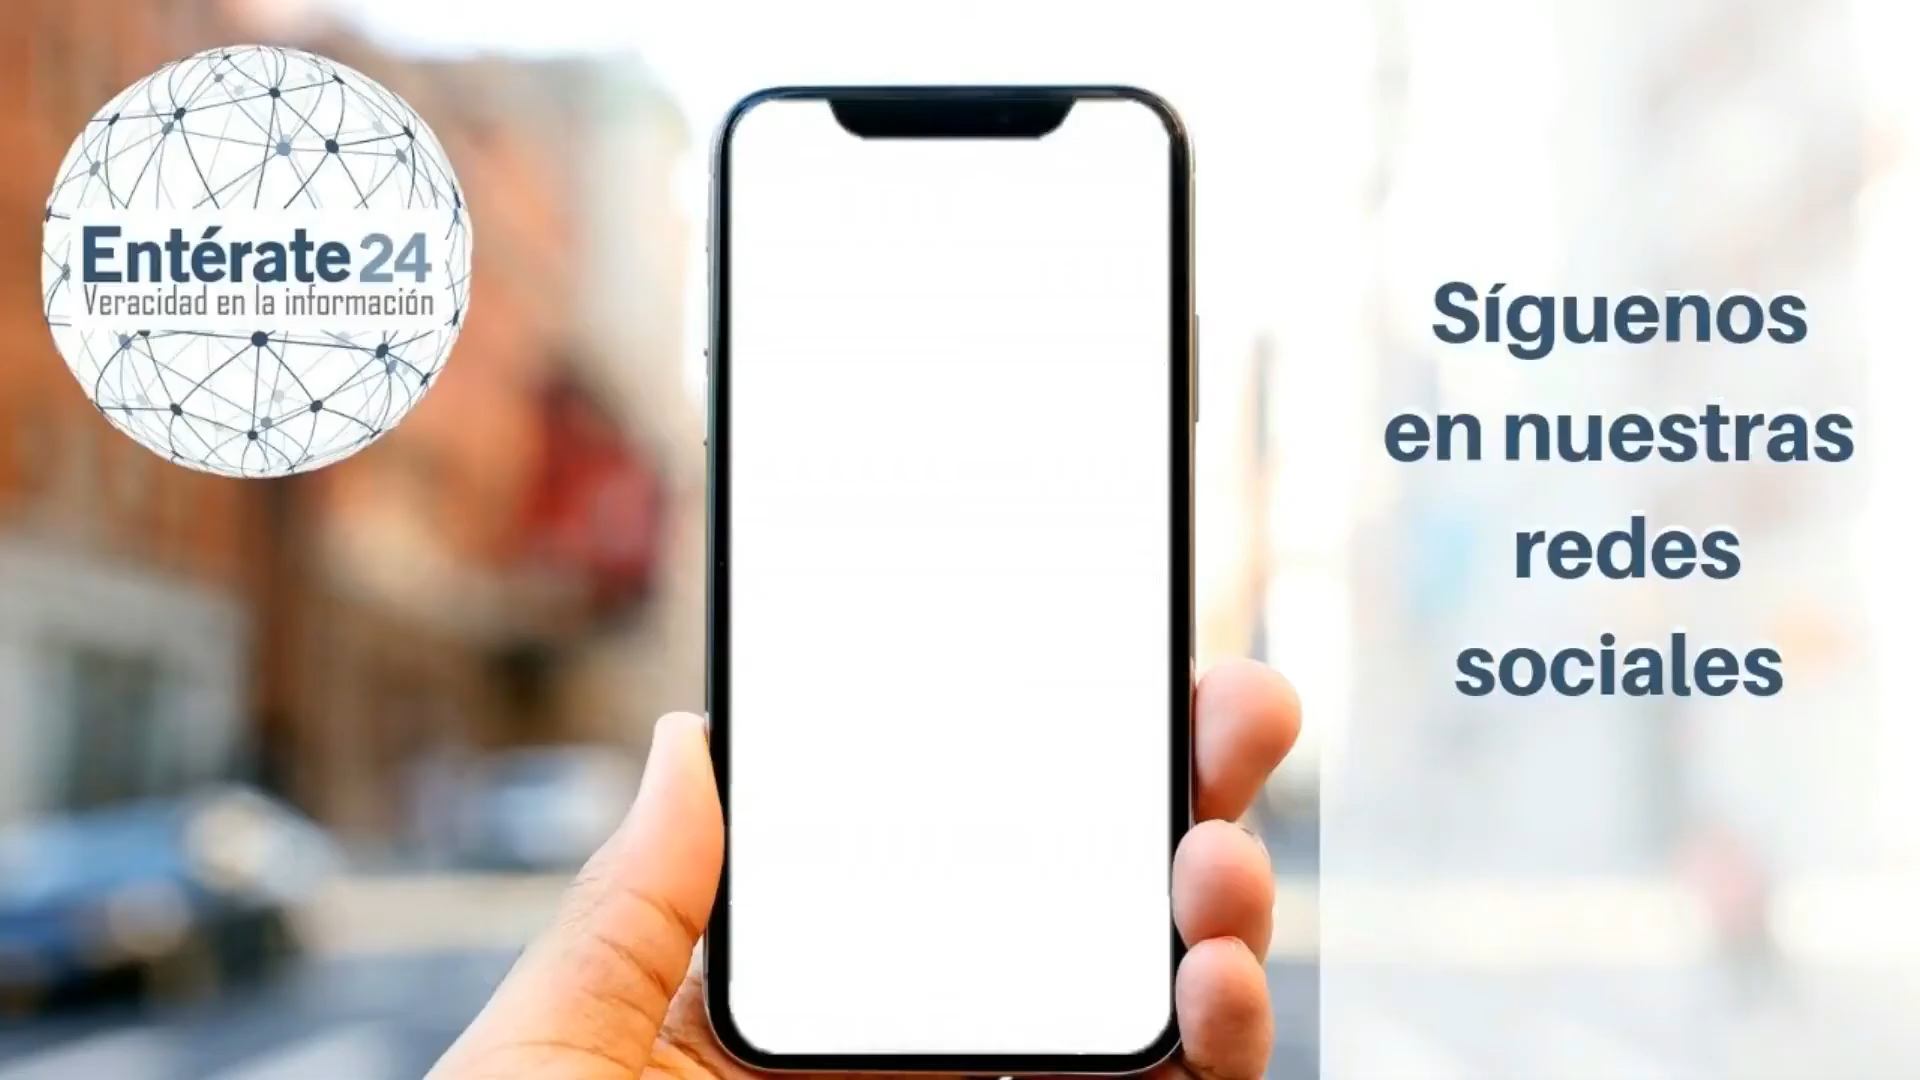 Entérate24
Veracidad en la información
Síguenos
en nuestras
redes
sociales